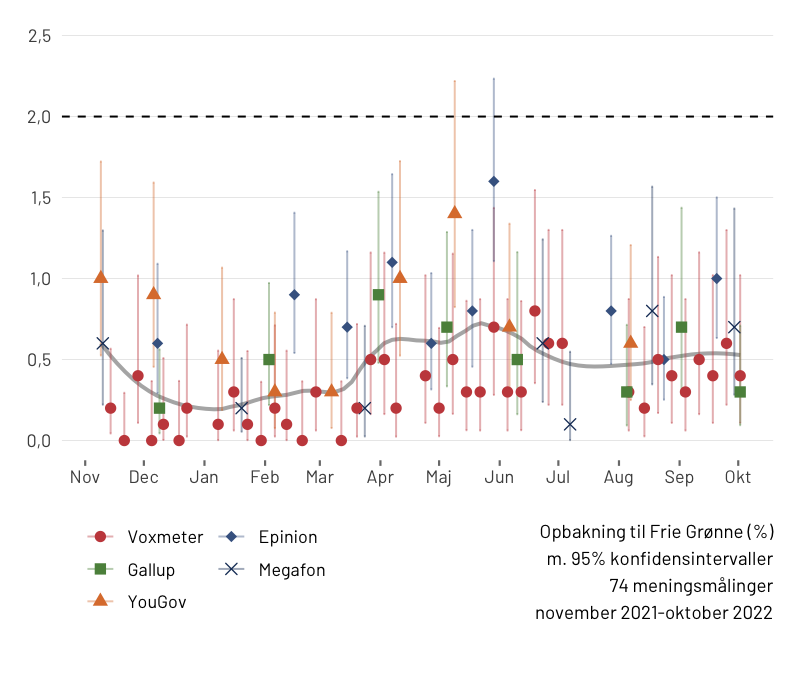 2,5
2,0
1,5
1,0
0,5
0,0
Nov Dec Jan Feb Mar Apr Maj Jun Jul Aug Sep Okt
Voxmeter Epinion
Gallup Megafon
YouGov
Opbakning til Frie Grønne (%)
m. 95% konfidensintervaller
74 meningsmålinger
november 2021-oktober 2022